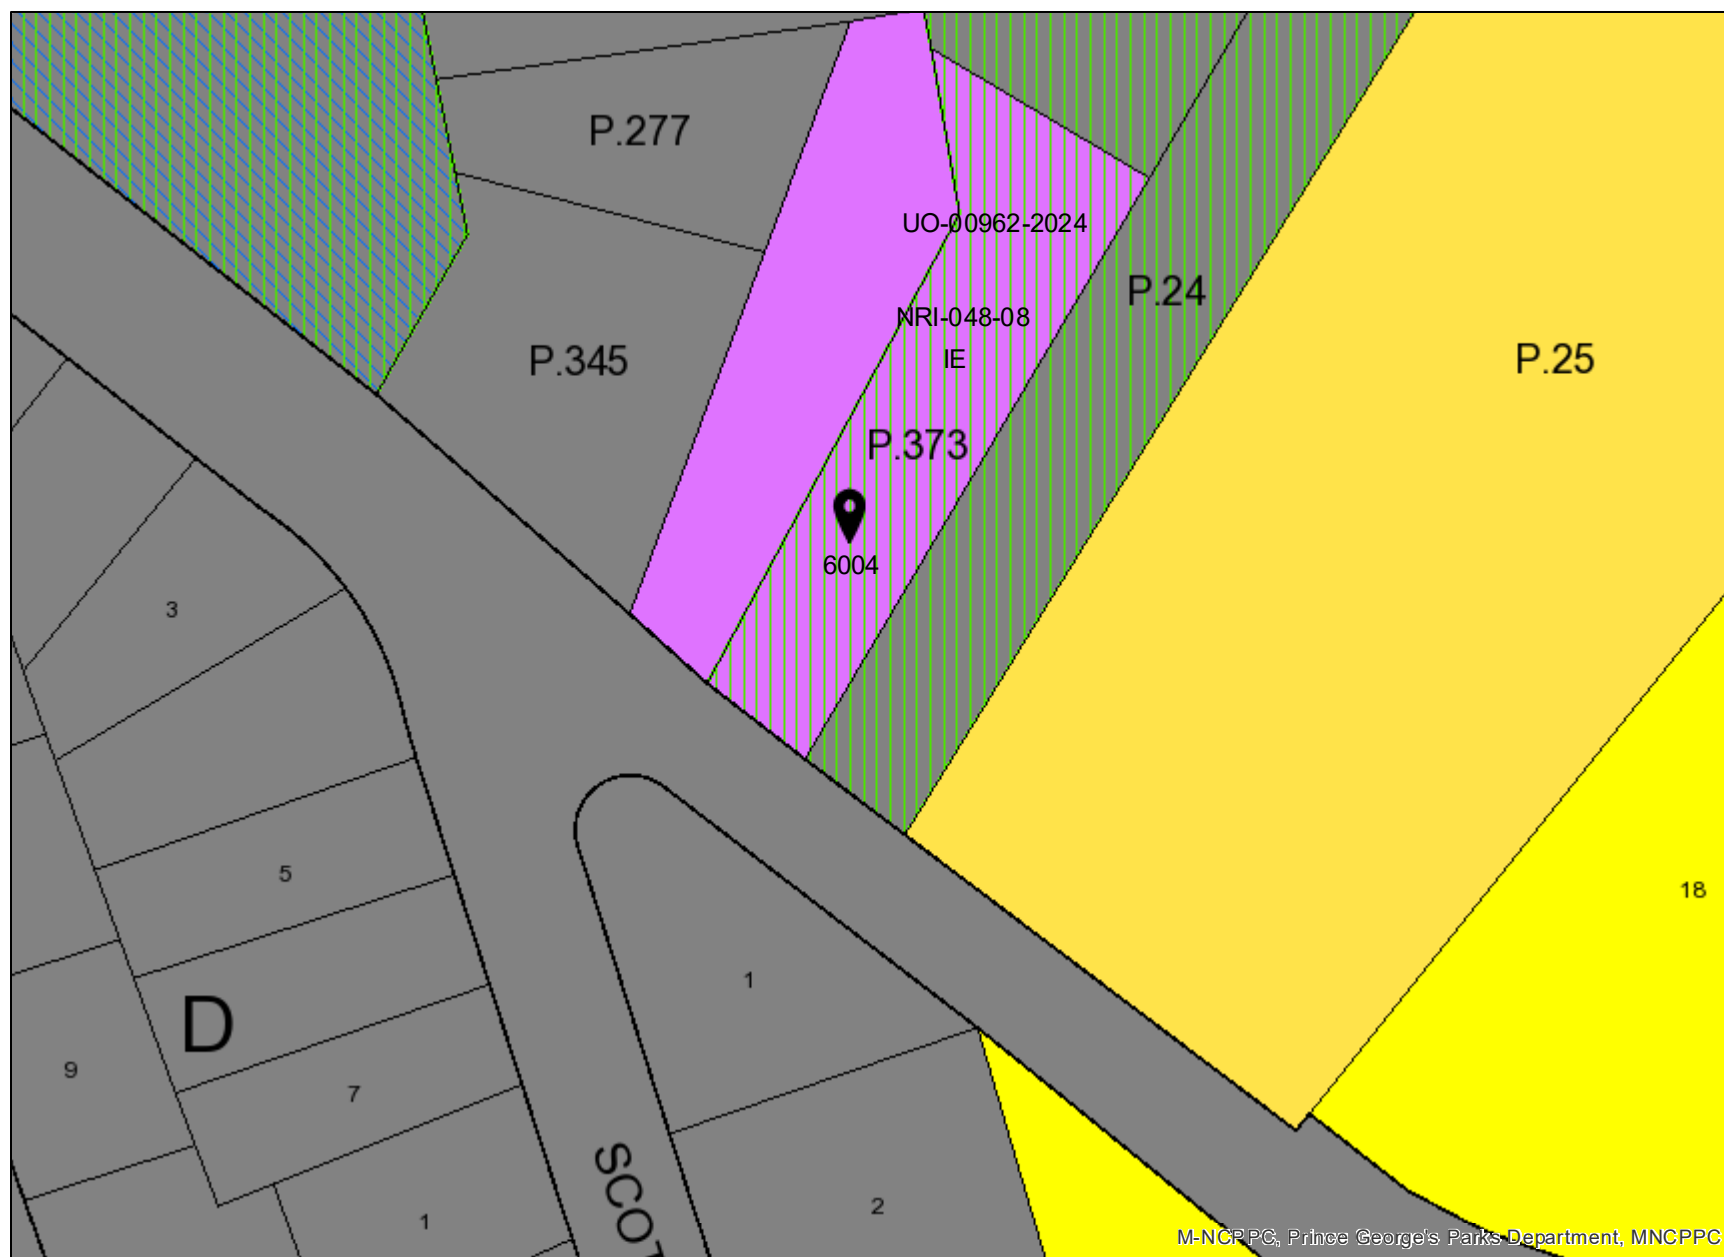 P.277
UO-00962-2024
P.24
NRI-048-08
IE
P.345
P.25
P.373
6004
3
5
18
1
D
9
7
SCOT
2
1
M-NCPPC, Prince George's Parks Department, MNCPPC